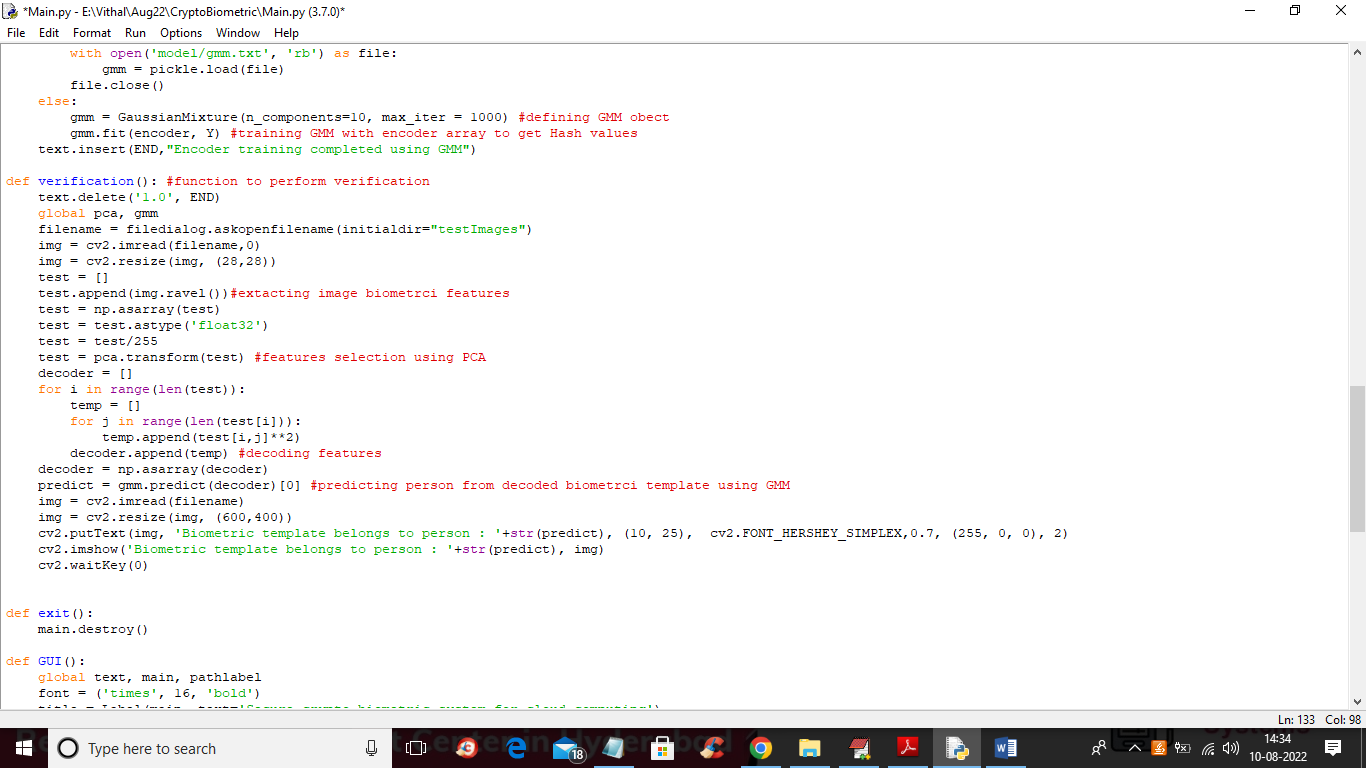 *Main.py - E:\Vithal\Aug22\CryptoBiometric\Main.py (3.7.0)*
File Edit Format Run Options Window Help
        with open('model/gmm.txt', 'rb') as file:
            gmm = pickle.load(file)
        file.close()
    else:
        gmm = GaussianMixture(n_components=10, max_iter = 1000) #defining GMM obect
        gmm.fit(encoder, Y) #training GMM with encoder array to get Hash values
    text.insert(END,"Encoder training completed using GMM")
def verification(): #function to perform verification
    text.delete('1.0', END)
    global pca, gmm
    filename = filedialog.askopenfilename(initialdir="testImages")
    img = cv2.imread(filename,0)
    img = cv2.resize(img, (28,28))
    test = []
    test.append(img.ravel())#extacting image biometrci features
    test = np.asarray(test)
    test = test.astype('float32')
    test = test/255
    test = pca.transform(test) #features selection using PCA
    decoder = []
    for i in range(len(test)):
        temp = []
        for j in range(len(test[i])):
            temp.append(test[i,j]**2)
        decoder.append(temp) #decoding features
    decoder = np.asarray(decoder)
    predict = gmm.predict(decoder)[0] #predicting person from decoded biometrci template using GMM
    img = cv2.imread(filename)
    img = cv2.resize(img, (600,400))
    cv2.putText(img, 'Biometric template belongs to person : '+str(predict), (10, 25),  cv2.FONT_HERSHEY_SIMPLEX,0.7, (255, 0, 0), 2)
    cv2.imshow('Biometric template belongs to person : '+str(predict), img)
    cv2.waitKey(0)
def exit():
    main.destroy()
def GUI():
    global text, main, pathlabel
    font = ('times', 16, 'bold')
    title = Label(main, text='Secure crypto biometric system for cloud computing')
Ln: 133 Col: 98
Type here to search
18
14:34
10-08-2022